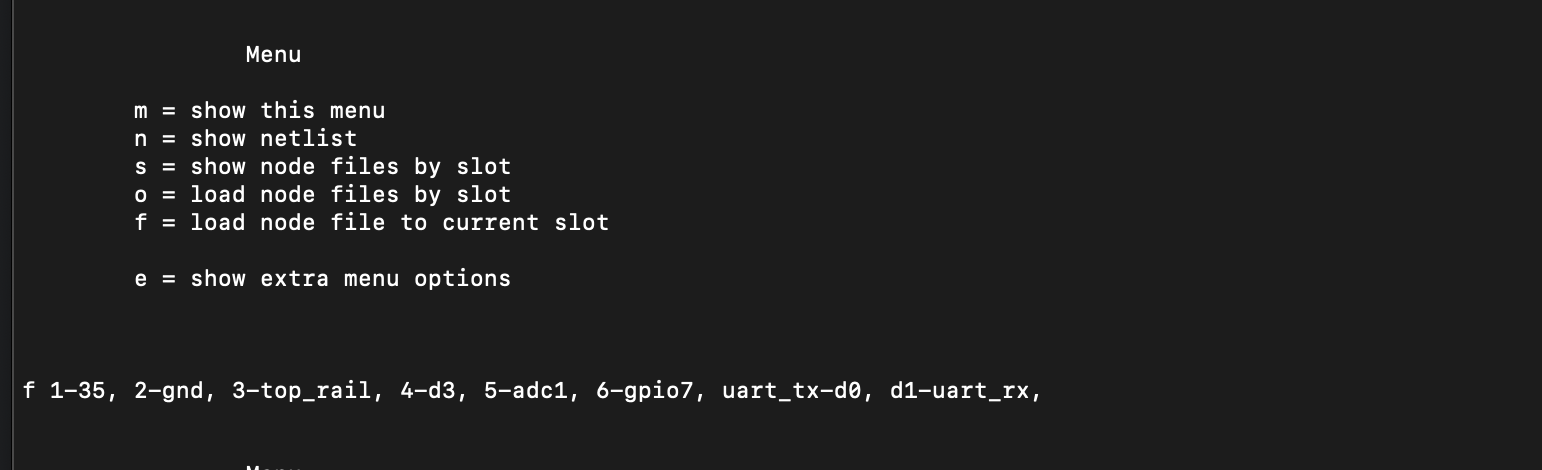 Menu
m = show this menu
n = show netlist
s = show node files by slot
o = load node files by slot
f = load node file to current slot
e = show extra menu options
f 1-35, 2-gnd, 3-top_rail, 4-d3, 5-adc1, 6-gpio7, uart_tx-d0, d1-uart_rx,